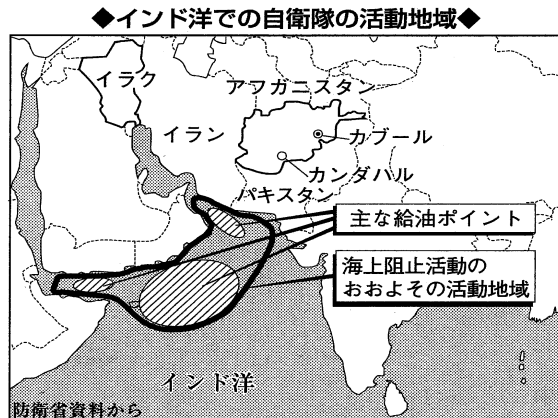 ◆インド洋での自衛隊の活動地域◆
イラク
アフガニスタン
イラン
カブール
カンダハル
パキスタン
主な給油ポイント
海上阻止活動の
おおよその活動地域
インド洋
防衛省資料から